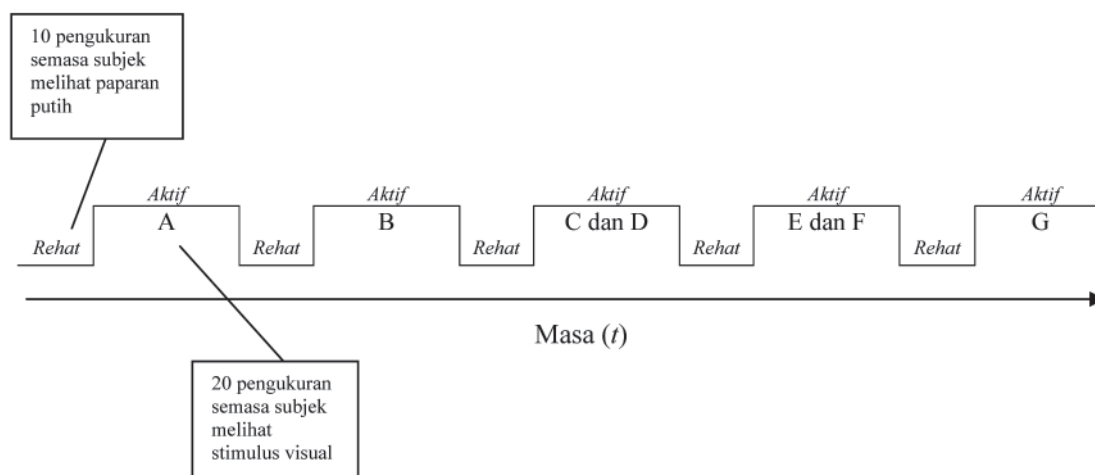 10 pengukuran
semasa subjek
melihat paparan
putih
Aktif
Aktif
Aktif
Aktif
Aktif
A
B
C dan D
E dan F
G
Rehat
Rehat
Rehat
Rehat
Rehat
Masa (t)
20 pengukuran
semasa subjek
melihat
stimulus visual